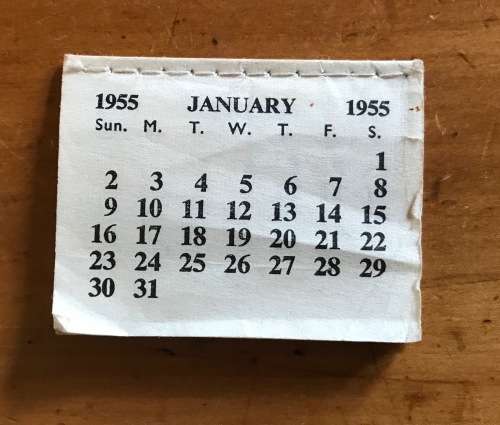 1955 JANUARY 1955
Sun. M. T. W. T. F. S.
1
2 3 4 5 6 7 8
9 10 11 12 13 14 15
16 17 18 19 20 21 22
23 24 25 26 27 28 29
30 31